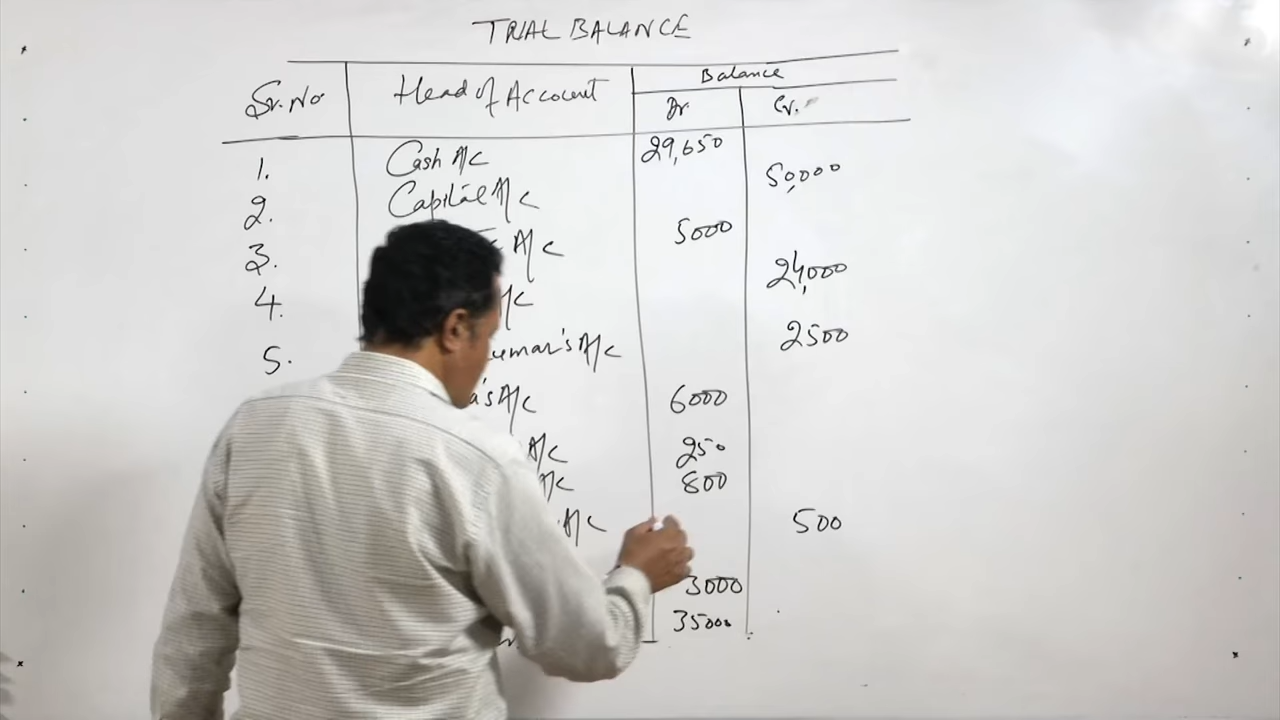 TRIAL BALANCE
Balance
Sr. No Head of Account Dr Cr.
1. Cash A/C 29,650
2. Capital A/C 50,000
3. A/C 5000
4. A/C 24,000
5. A/C 2500
A/C 6000
A/C 250
A/C 800
A/C 500
3000
35000